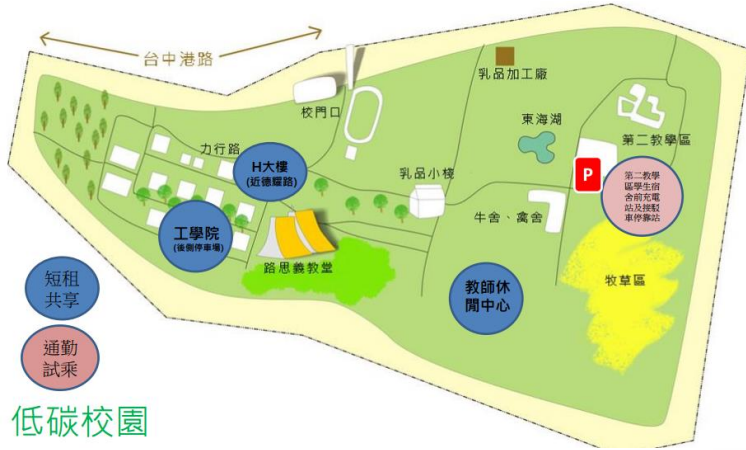 台中港路
乳品加工廠
校門口
東海湖
第二教學區
力行路
H大樓
(近德耀路)
P
第二教學
區學生宿
舍前充電
站及接駁
車停靠站
乳品小棧
牛舍、禽舍
工學院
(後側停車場)
路思義教堂
短租
共享
教師休
閒中心
牧草區
通勤
試乘
低碳校園